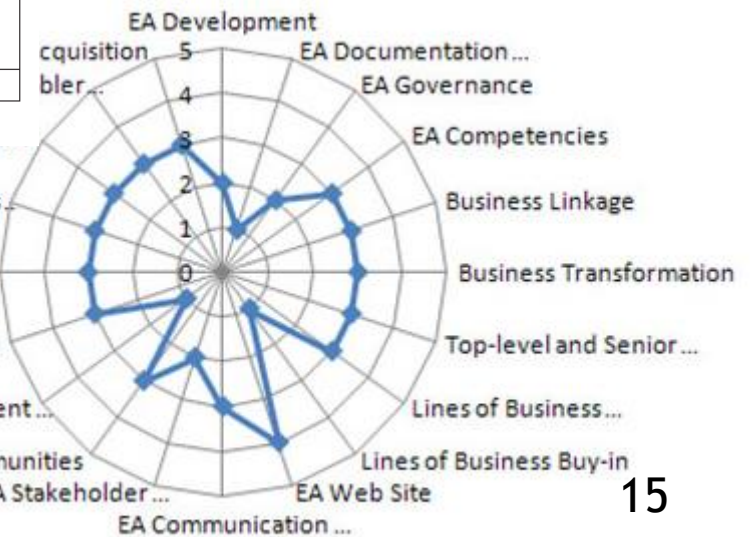 EA Development
cquisition
EA Documentation...
bler...
EA Governance
EA Competencies
s...
Business Linkage
Business Transformation
Top-level and Senior ...
ent ...
Lines of Business...
nunities
Lines of Business Buy-in
A Stakeholder ...
EA Web Site
EA Communication ...
5
4
3
2
1
0
15